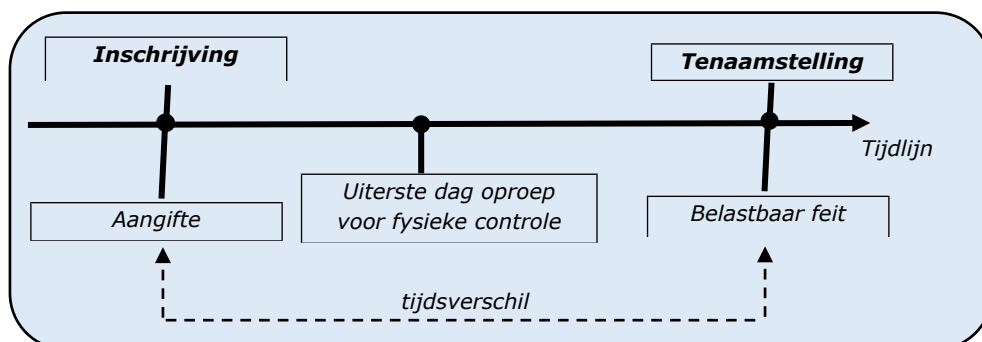 Inschrijving
Tenaamstelling
Tijdlijn
Aangifte
Uiterste dag oproep
voor fysieke controle
Belastbaar feit
tijdsverschil